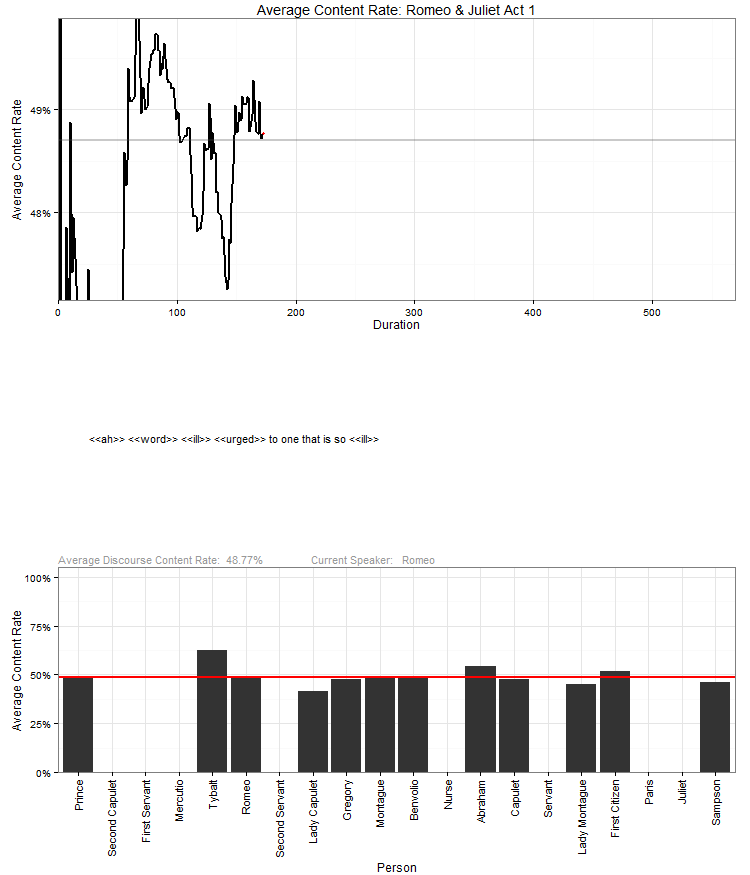 Average Content Rate: Romeo & Juliet Act 1
Average Content Rate
49%
48%
0 100 200 300 400 500
Duration
<<ah>> <<word>> <<ill>> <<urged>> to one that is so <<ill>>
Average Discourse Content Rate: 48.77% Current Speaker: Romeo
Average Content Rate
100%
75%
50%
25%
0%
Prince
Second Capulet
First Servant
Mercutio
Tybalt
Romeo
Second Servant
Lady Capulet
Gregory
Montague
Benvolio
Nurse
Abraham
Capulet
Servant
Lady Montague
First Citizen
Paris
Juliet
Sampson
Person